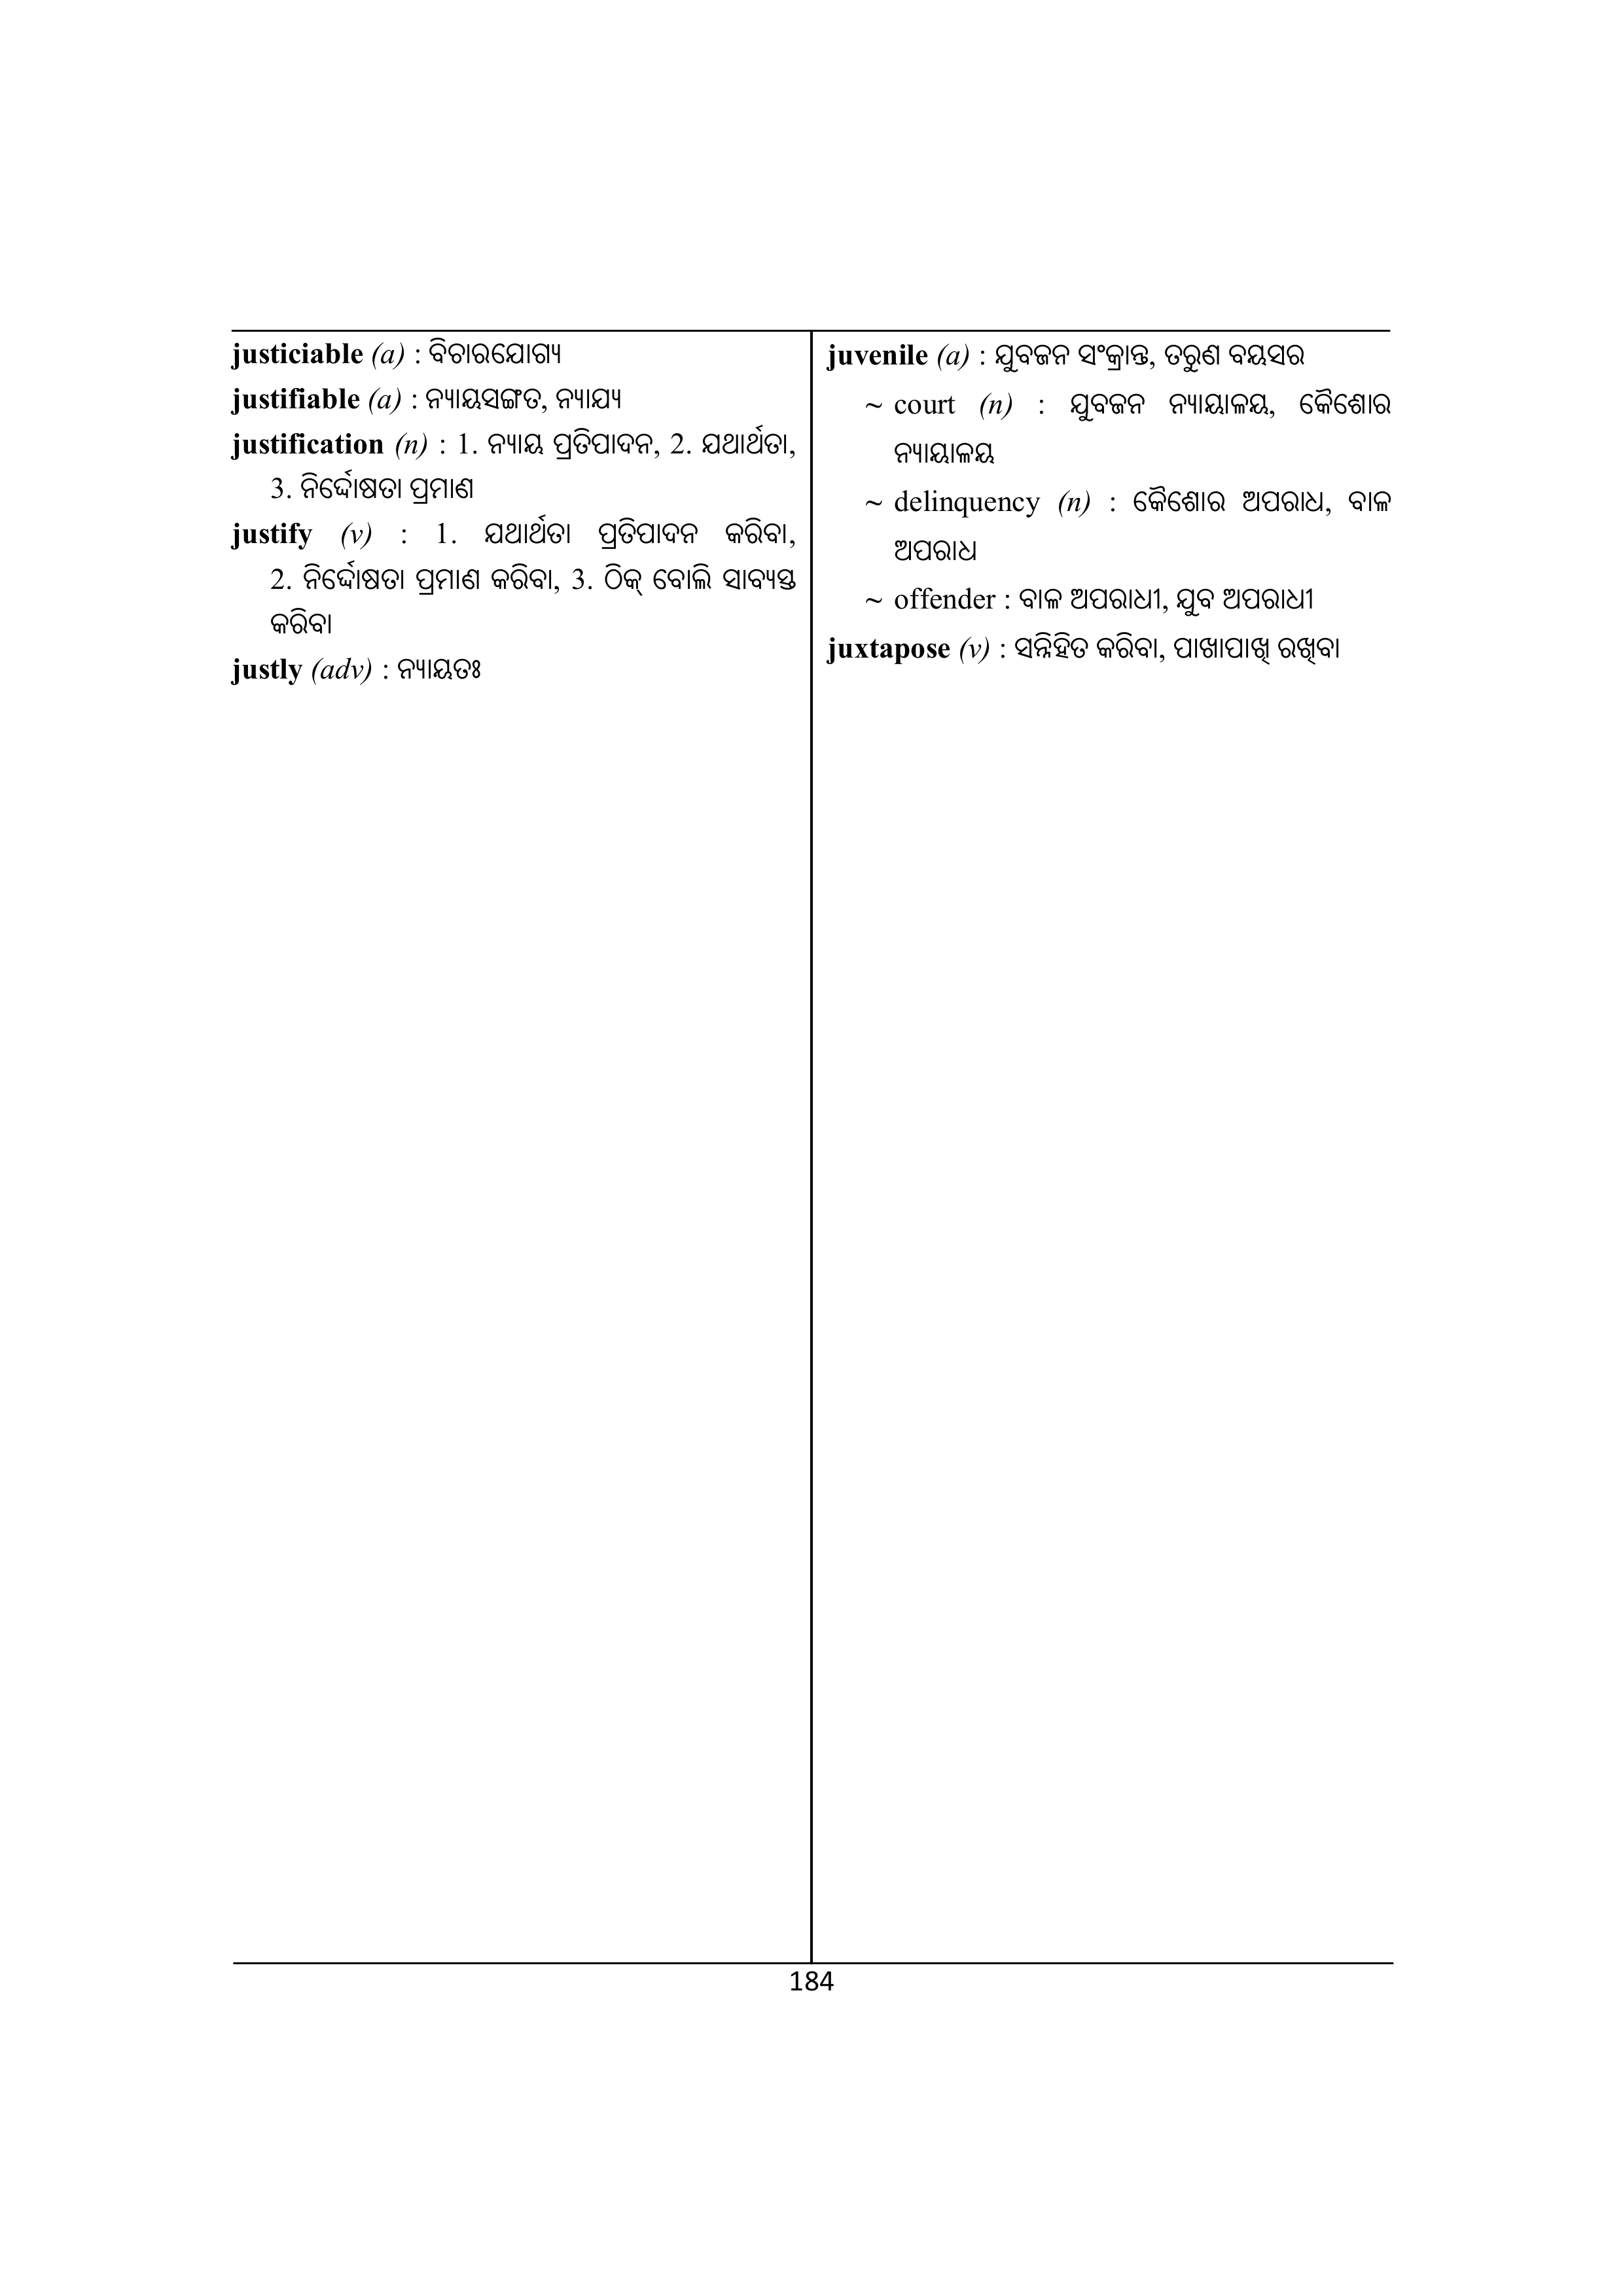 justiciable (a) : ବିଚାରଯୋଗ୍ୟ
justifiable (a) : ନ୍ୟାୟସଙ୍ଗତ, ନ୍ୟାଯ୍ୟ
justification (n) : 1. ନ୍ୟାୟ ପ୍ରତିପାଦନ, 2. ଯଥାର୍ଥତା,
3. ନିର୍ଦ୍ଦୋଷତା ପ୍ରମାଣ
justify (v) : 1. ଯଥାର୍ଥତା ପ୍ରତିପାଦନ କରିବା,
2. ନିର୍ଦ୍ଦୋଷତା ପ୍ରମାଣ କରିବା, 3. ଠିକ୍ ବୋଲି ସାବ୍ୟସ୍ତ
କରିବା
justly (adv) : ନ୍ୟାୟତଃ
juvenile (a) : ଯୁବଜନ ସଂକ୍ରାନ୍ତ, ତରୁଣ ବୟସର
~ court (n) : ଯୁବଜନ ନ୍ୟାୟାଳୟ, କୈଶୋର
ନ୍ୟାୟାଳୟ
~ delinquency (n) : କୈଶୋର ଅପରାଧ, ବାଳ
ଅପରାଧ
~ offender : ବାଳ ଅପରାଧୀ, ଯୁବ ଅପରାଧୀ
juxtapose (v) : ସନ୍ନିହିତ କରିବା, ପାଖାପାଖି ରଖିବା
184